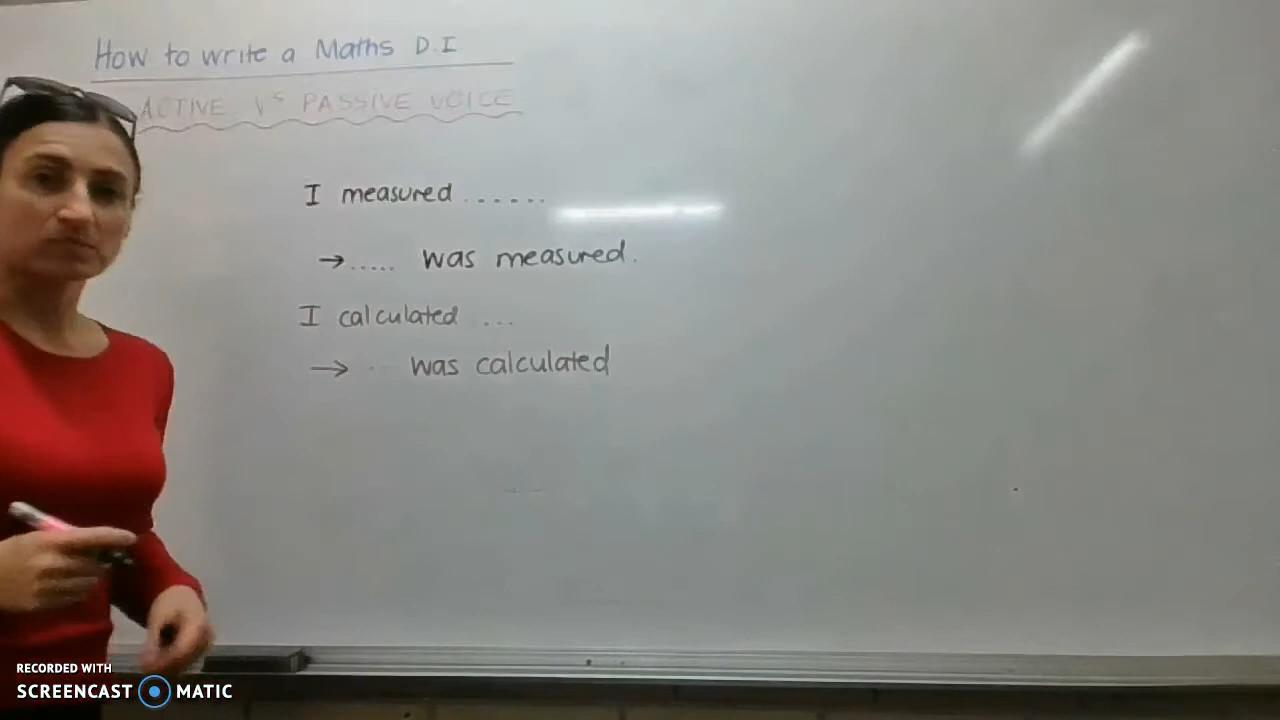 How to write a Maths D.I
ACTIVE VS PASSIVE VOICE
I measured ......
→ ..... was measured.
I calculated ...
→ .. was calculated
RECORDED WITH
SCREENCAST MATIC